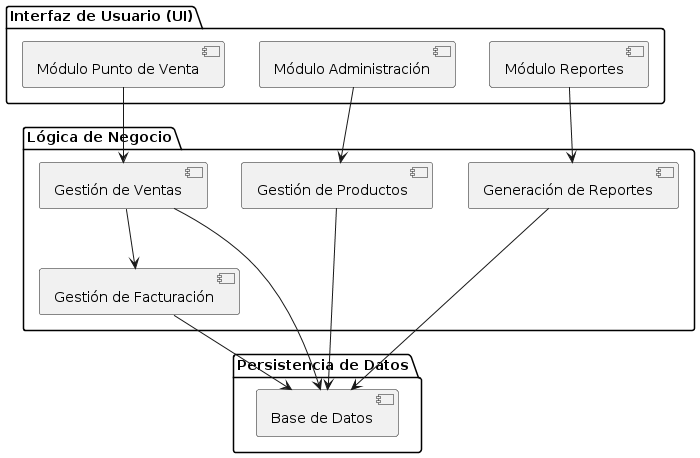 Interfaz de Usuario (UI)
Módulo Punto de Venta
Módulo Administración
Módulo Reportes
Lógica de Negocio
Gestión de Ventas
Gestión de Productos
Generación de Reportes
Gestión de Facturación
Persistencia de Datos
Base de Datos